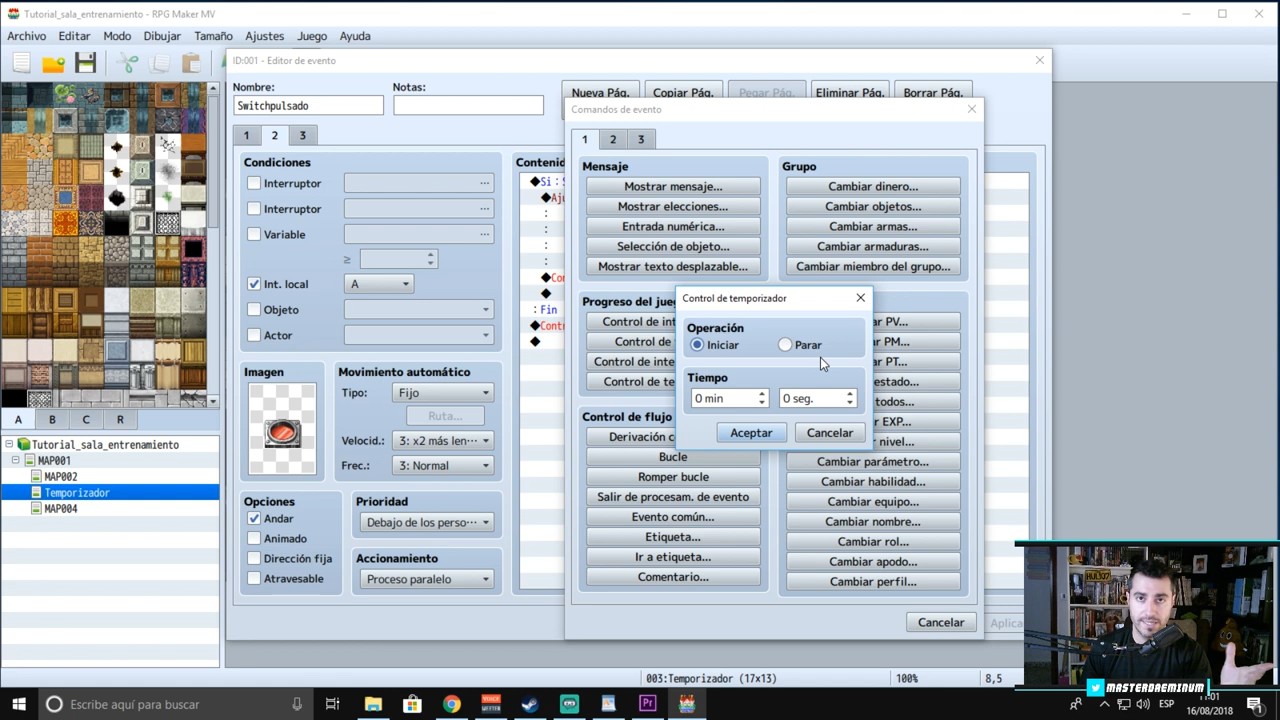 Tutorial_sala_entrenamiento - RPG Maker MV
Archivo Editar Modo Dibujar Tamaño Ajustes Juego Ayuda
ID:001 - Editor de evento
Nombre: Notas:
Switchpulsado
Nueva Pág. Copiar Pág. Pegar Pág. Eliminar Pág. Borrar Pág.
1 2 3
Condiciones
Interruptor ...
Interruptor ...
Variable ...
≥
Int. local A
Objeto
Actor
Conteni
◆Si : S
◆Aj
:
:
:
:
◆Co
◆
: Fin
◆Cont
◆
Imagen
Movimiento automático
Tipo: Fijo
Ruta...
Velocid.: 3: x2 más len···
Frec.: 3: Normal
Opciones
Andar
Animado
Dirección fija
Atravesable
Prioridad
Debajo de los perso···
Accionamiento
Proceso paralelo
Comandos de evento
1 2 3
Mensaje
Mostrar mensaje...
Mostrar elecciones...
Entrada numérica...
Selección de objeto...
Mostrar texto desplazable...
Progreso del jueg
Control de int
Control de
Control de inte
Control de te
Control de flujo
Derivación c
Bucle
Romper bucle
Salir de procesam. de evento
Evento común...
Etiqueta...
Ir a etiqueta...
Comentario...
Grupo
Cambiar dinero...
Cambiar objetos...
Cambiar armas...
Cambiar armaduras...
Cambiar miembro del grupo...
ar PV...
ar PM...
ar PT...
estado...
todos...
r EXP...
r nivel...
Cambiar parámetro...
Cambiar habilidad...
Cambiar equipo...
Cambiar nombre...
Cambiar rol...
Cambiar apodo...
Cambiar perfil...
Cancelar
Aplica
Control de temporizador
Operación
Iniciar Parar
Tiempo
0 min 0 seg.
Aceptar Cancelar
A B C R
Tutorial_sala_entrenamiento
MAP001
MAP002
Temporizador
MAP004
003:Temporizador (17x13) 100% 8,5
MASTERDAEMINUM
Escribe aquí para buscar
ESP
11:01
16/08/2018